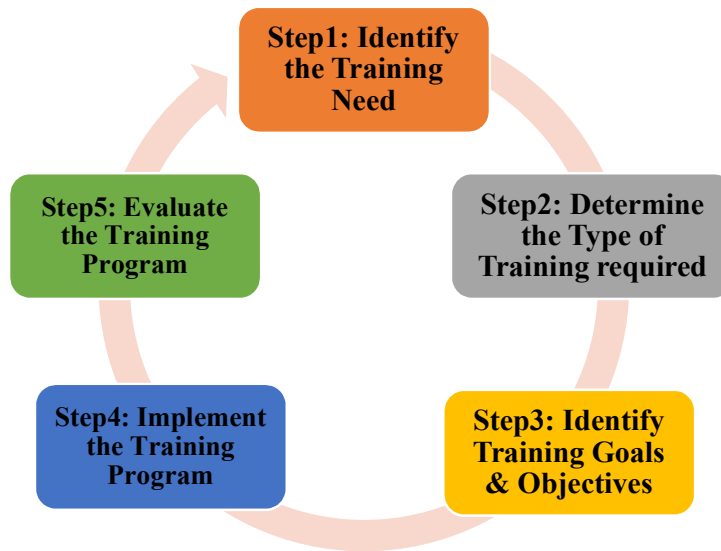 Step1: Identify
the Training
Need
Step2: Determine
the Type of
Training required
Step3: Identify
Training Goals
& Objectives
Step4: Implement
the Training
Program
Step5: Evaluate
the Training
Program